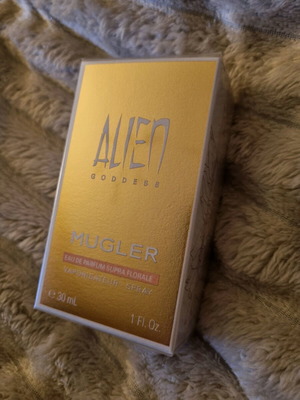 ALIEN
GODDESS
MUGLER
EAU DE PARFUM SUPRA FLORALE
VAPORISATEUR - SPRAY
℮ 30 mL
1 Fl. Oz